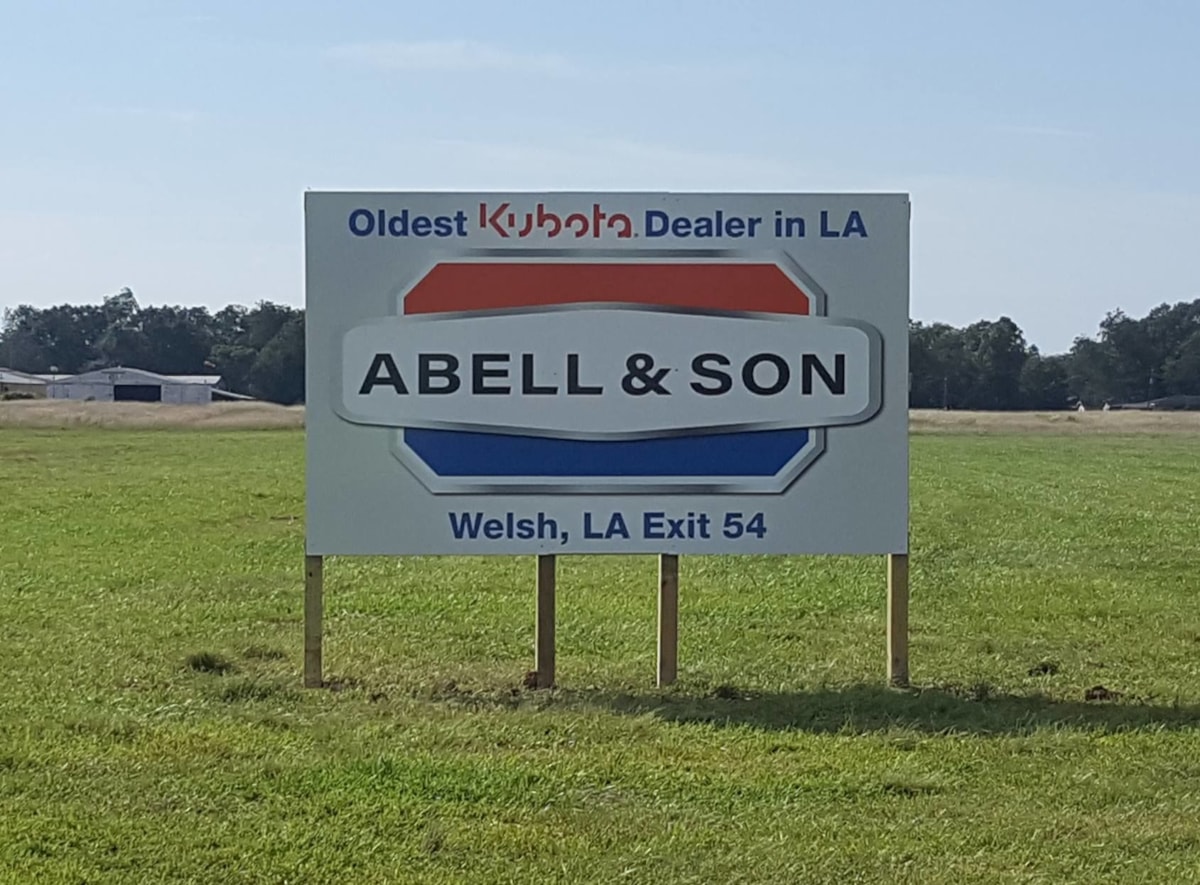 Oldest Kubota. Dealer in LA
ABELL & SON
Welsh, LA Exit 54